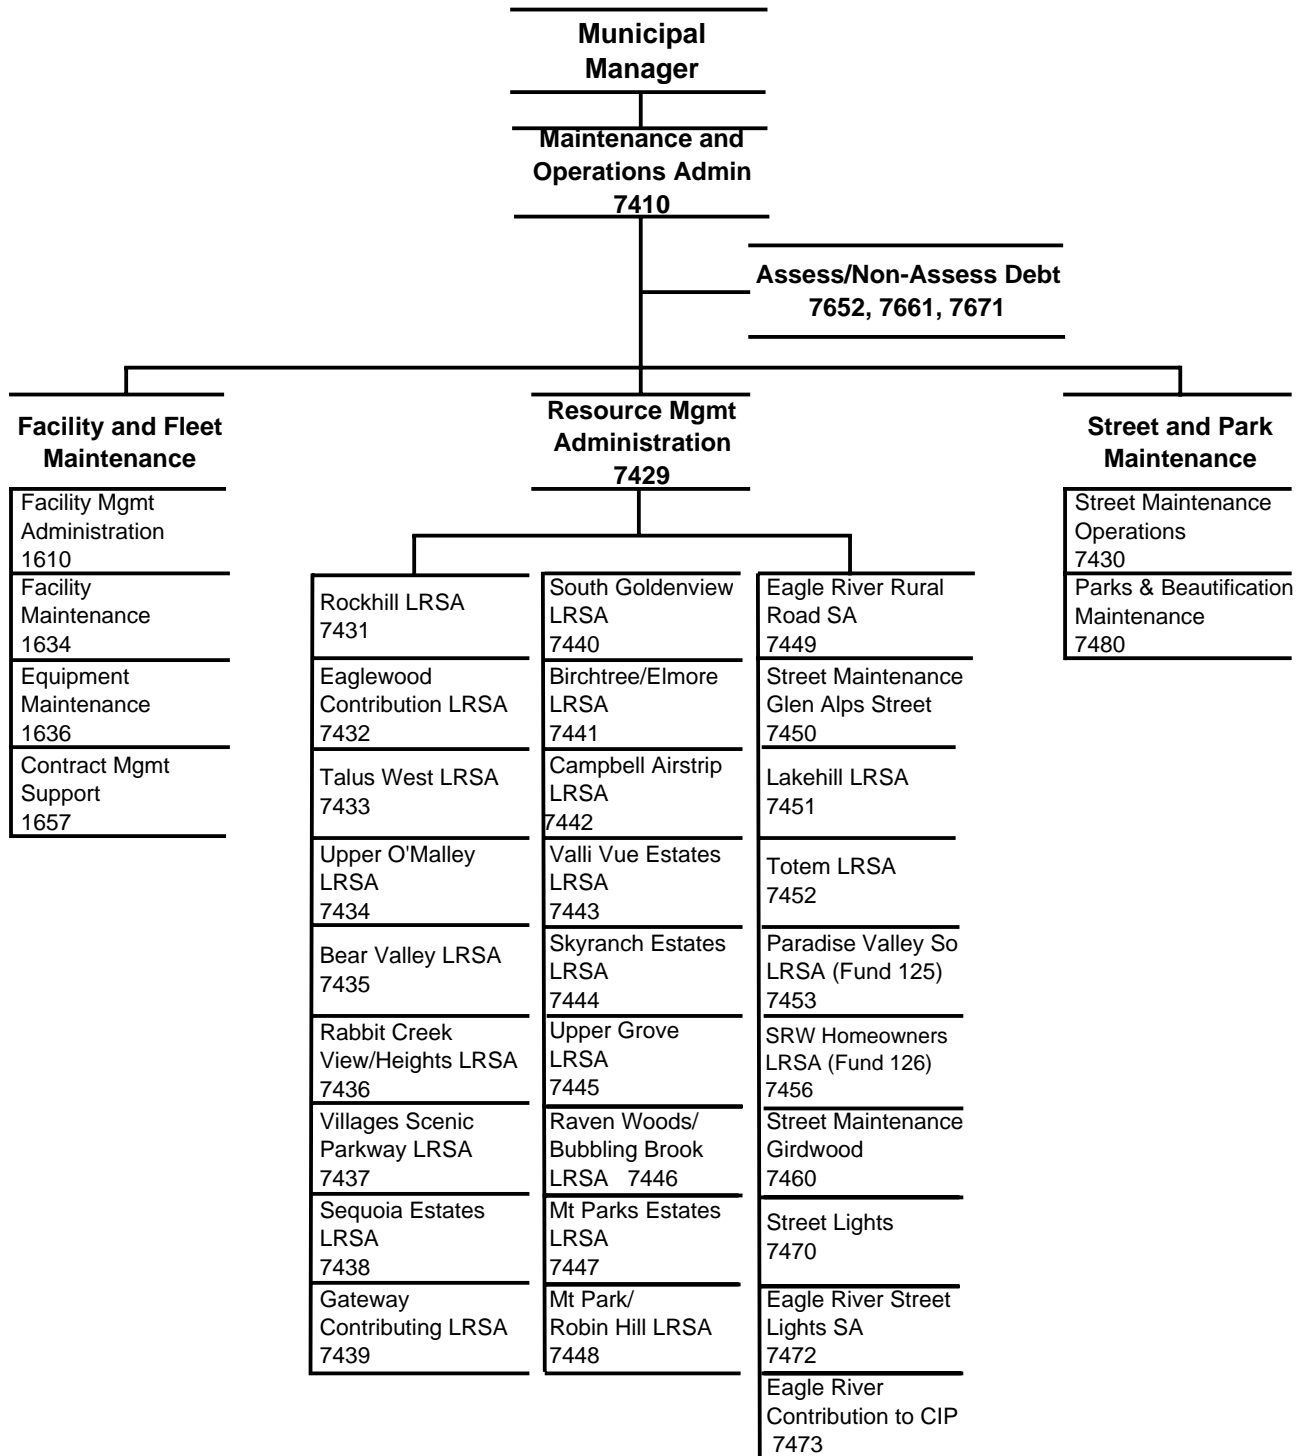 Municipal
Manager
Maintenance and
Operations Admin
7410
Assess/Non-Assess Debt
7652, 7661, 7671
Facility and Fleet
Maintenance
Facility Mgmt
Administration
1610
Facility
Maintenance
1634
Equipment
Maintenance
1636
Contract Mgmt
Support
1657
Resource Mgmt
Administration
7429
Rockhill LRSA
7431
Eaglewood
Contribution LRSA
7432
Talus West LRSA
7433
Upper O'Malley
LRSA
7434
Bear Valley LRSA
7435
Rabbit Creek
View/Heights LRSA
7436
Villages Scenic
Parkway LRSA
7437
Sequoia Estates
LRSA
7438
Gateway
Contributing LRSA
7439
South Goldenview
LRSA
7440
Birchtree/Elmore
LRSA
7441
Campbell Airstrip
LRSA
7442
Valli Vue Estates
LRSA
7443
Skyranch Estates
LRSA
7444
Upper Grove
LRSA
7445
Raven Woods/
Bubbling Brook
LRSA 7446
Mt Parks Estates
LRSA
7447
Mt Park/
Robin Hill LRSA
7448
Eagle River Rural
Road SA
7449
Street Maintenance
Glen Alps Street
7450
Lakehill LRSA
7451
Totem LRSA
7452
Paradise Valley So
LRSA (Fund 125)
7453
SRW Homeowners
LRSA (Fund 126)
7456
Street Maintenance
Girdwood
7460
Street Lights
7470
Eagle River Street
Lights SA
7472
Eagle River
Contribution to CIP
7473
Street and Park
Maintenance
Street Maintenance
Operations
7430
Parks & Beautification
Maintenance
7480